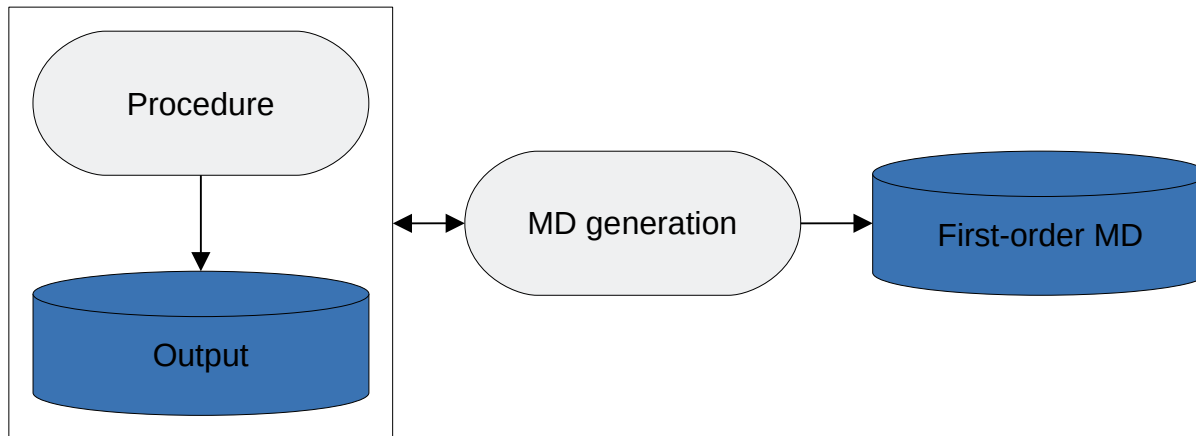 Procedure
MD generation
First-order MD
Output